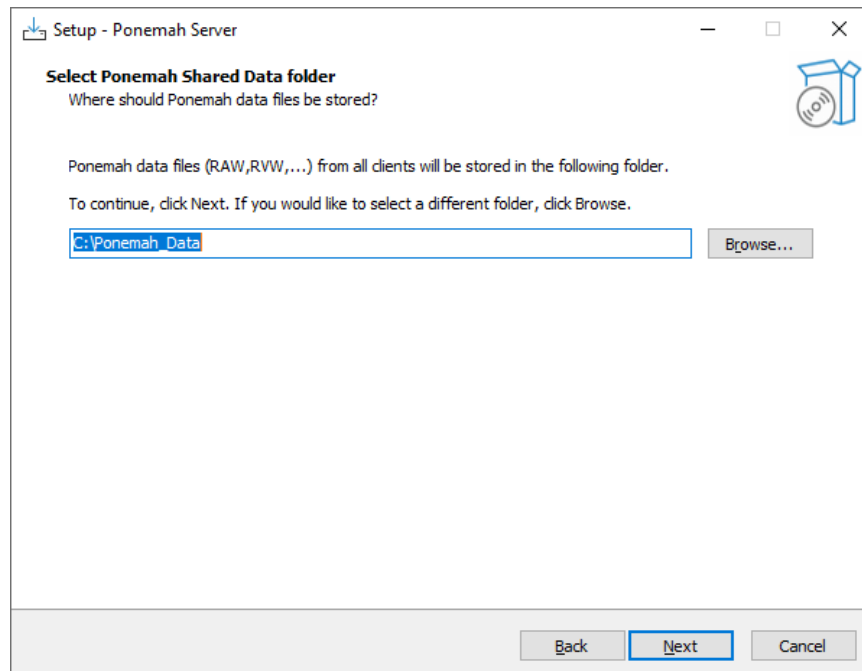 Setup - Ponemah Server
Select Ponemah Shared Data folder
Where should Ponemah data files be stored?
Ponemah data files (RAW,RVW,...) from all clients will be stored in the following folder.
To continue, click Next. If you would like to select a different folder, click Browse.
C:\Ponemah_Data
Browse...
Back Next Cancel